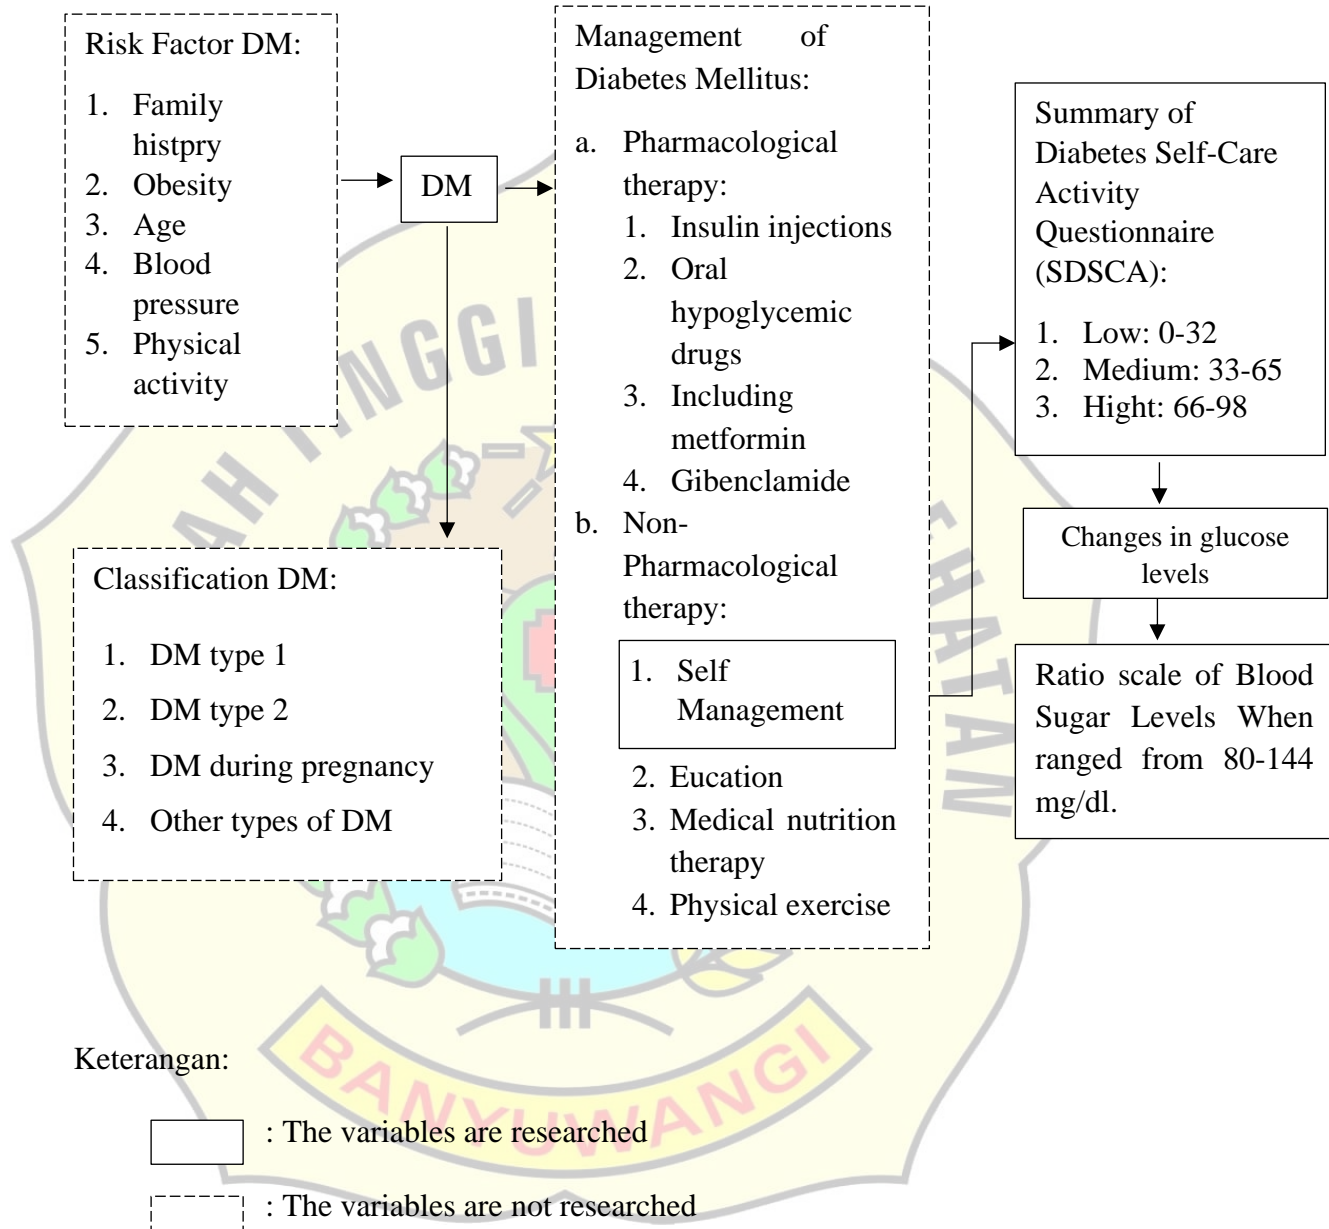 Risk Factor DM:
1. Family
histpry
2. Obesity
3. Age
4. Blood
pressure
5. Physical
activity
DM
Classification DM:
1. DM type 1
2. DM type 2
3. DM during pregnancy
4. Other types of DM
Management of
Diabetes Mellitus:
a. Pharmacological
therapy:
1. Insulin injections
2. Oral
hypoglycemic
drugs
3. Including
metformin
4. Gibenclamide
b. Non-
Pharmacological
therapy:
1. Self
Management
2. Eucation
3. Medical nutrition
therapy
4. Physical exercise
Summary of
Diabetes Self-Care
Activity
Questionnaire
(SDSCA):
1. Low: 0-32
2. Medium: 33-65
3. Hight: 66-98
Changes in glucose
levels
Ratio scale of Blood
Sugar Levels When
ranged from 80-144
mg/dl.
Keterangan:
: The variables are researched
: The variables are not researched
AH TINGGI
EHATAN
BANYUWANGI